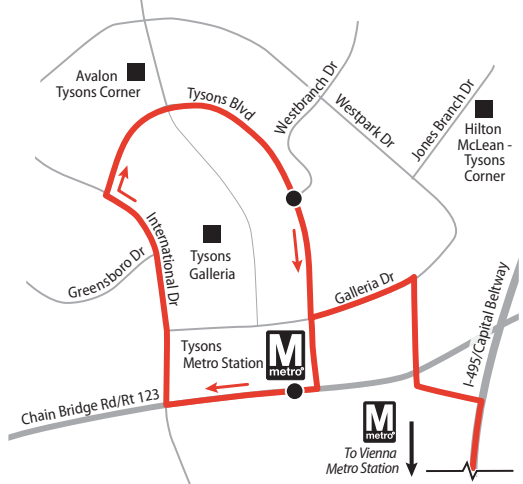 Avalon
Tysons Corner
Tysons Blvd
Westbranch Dr
Westpark Dr
Jones Branch Dr
Hilton
McLean -
Tysons
Corner
International Dr
Greensboro Dr
Tysons
Galleria
Galleria Dr
I-495/Capital Beltway
Tysons
Metro Station
M
metro
Chain Bridge Rd/Rt 123
M
metro
To Vienna
Metro Station